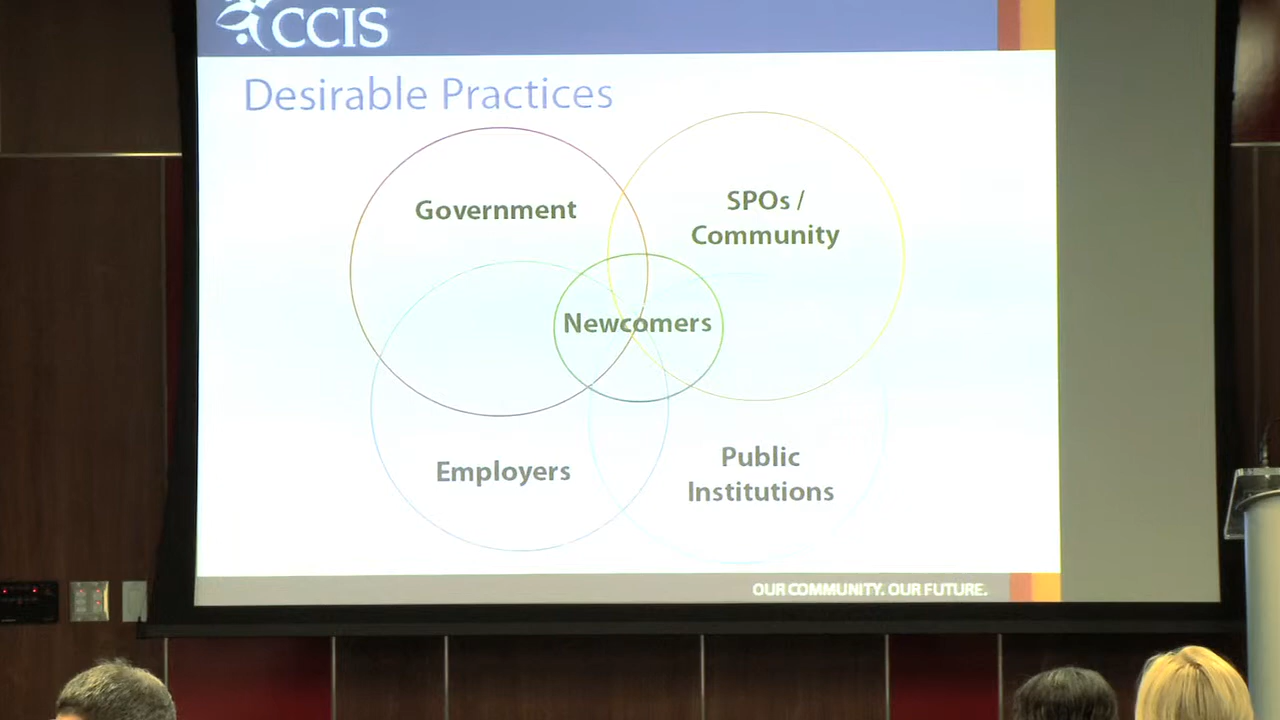 CCIS
Desirable Practices
Government
SPOs /
Community
Newcomers
Employers
Public
Institutions
OUR COMMUNITY. OUR FUTURE.